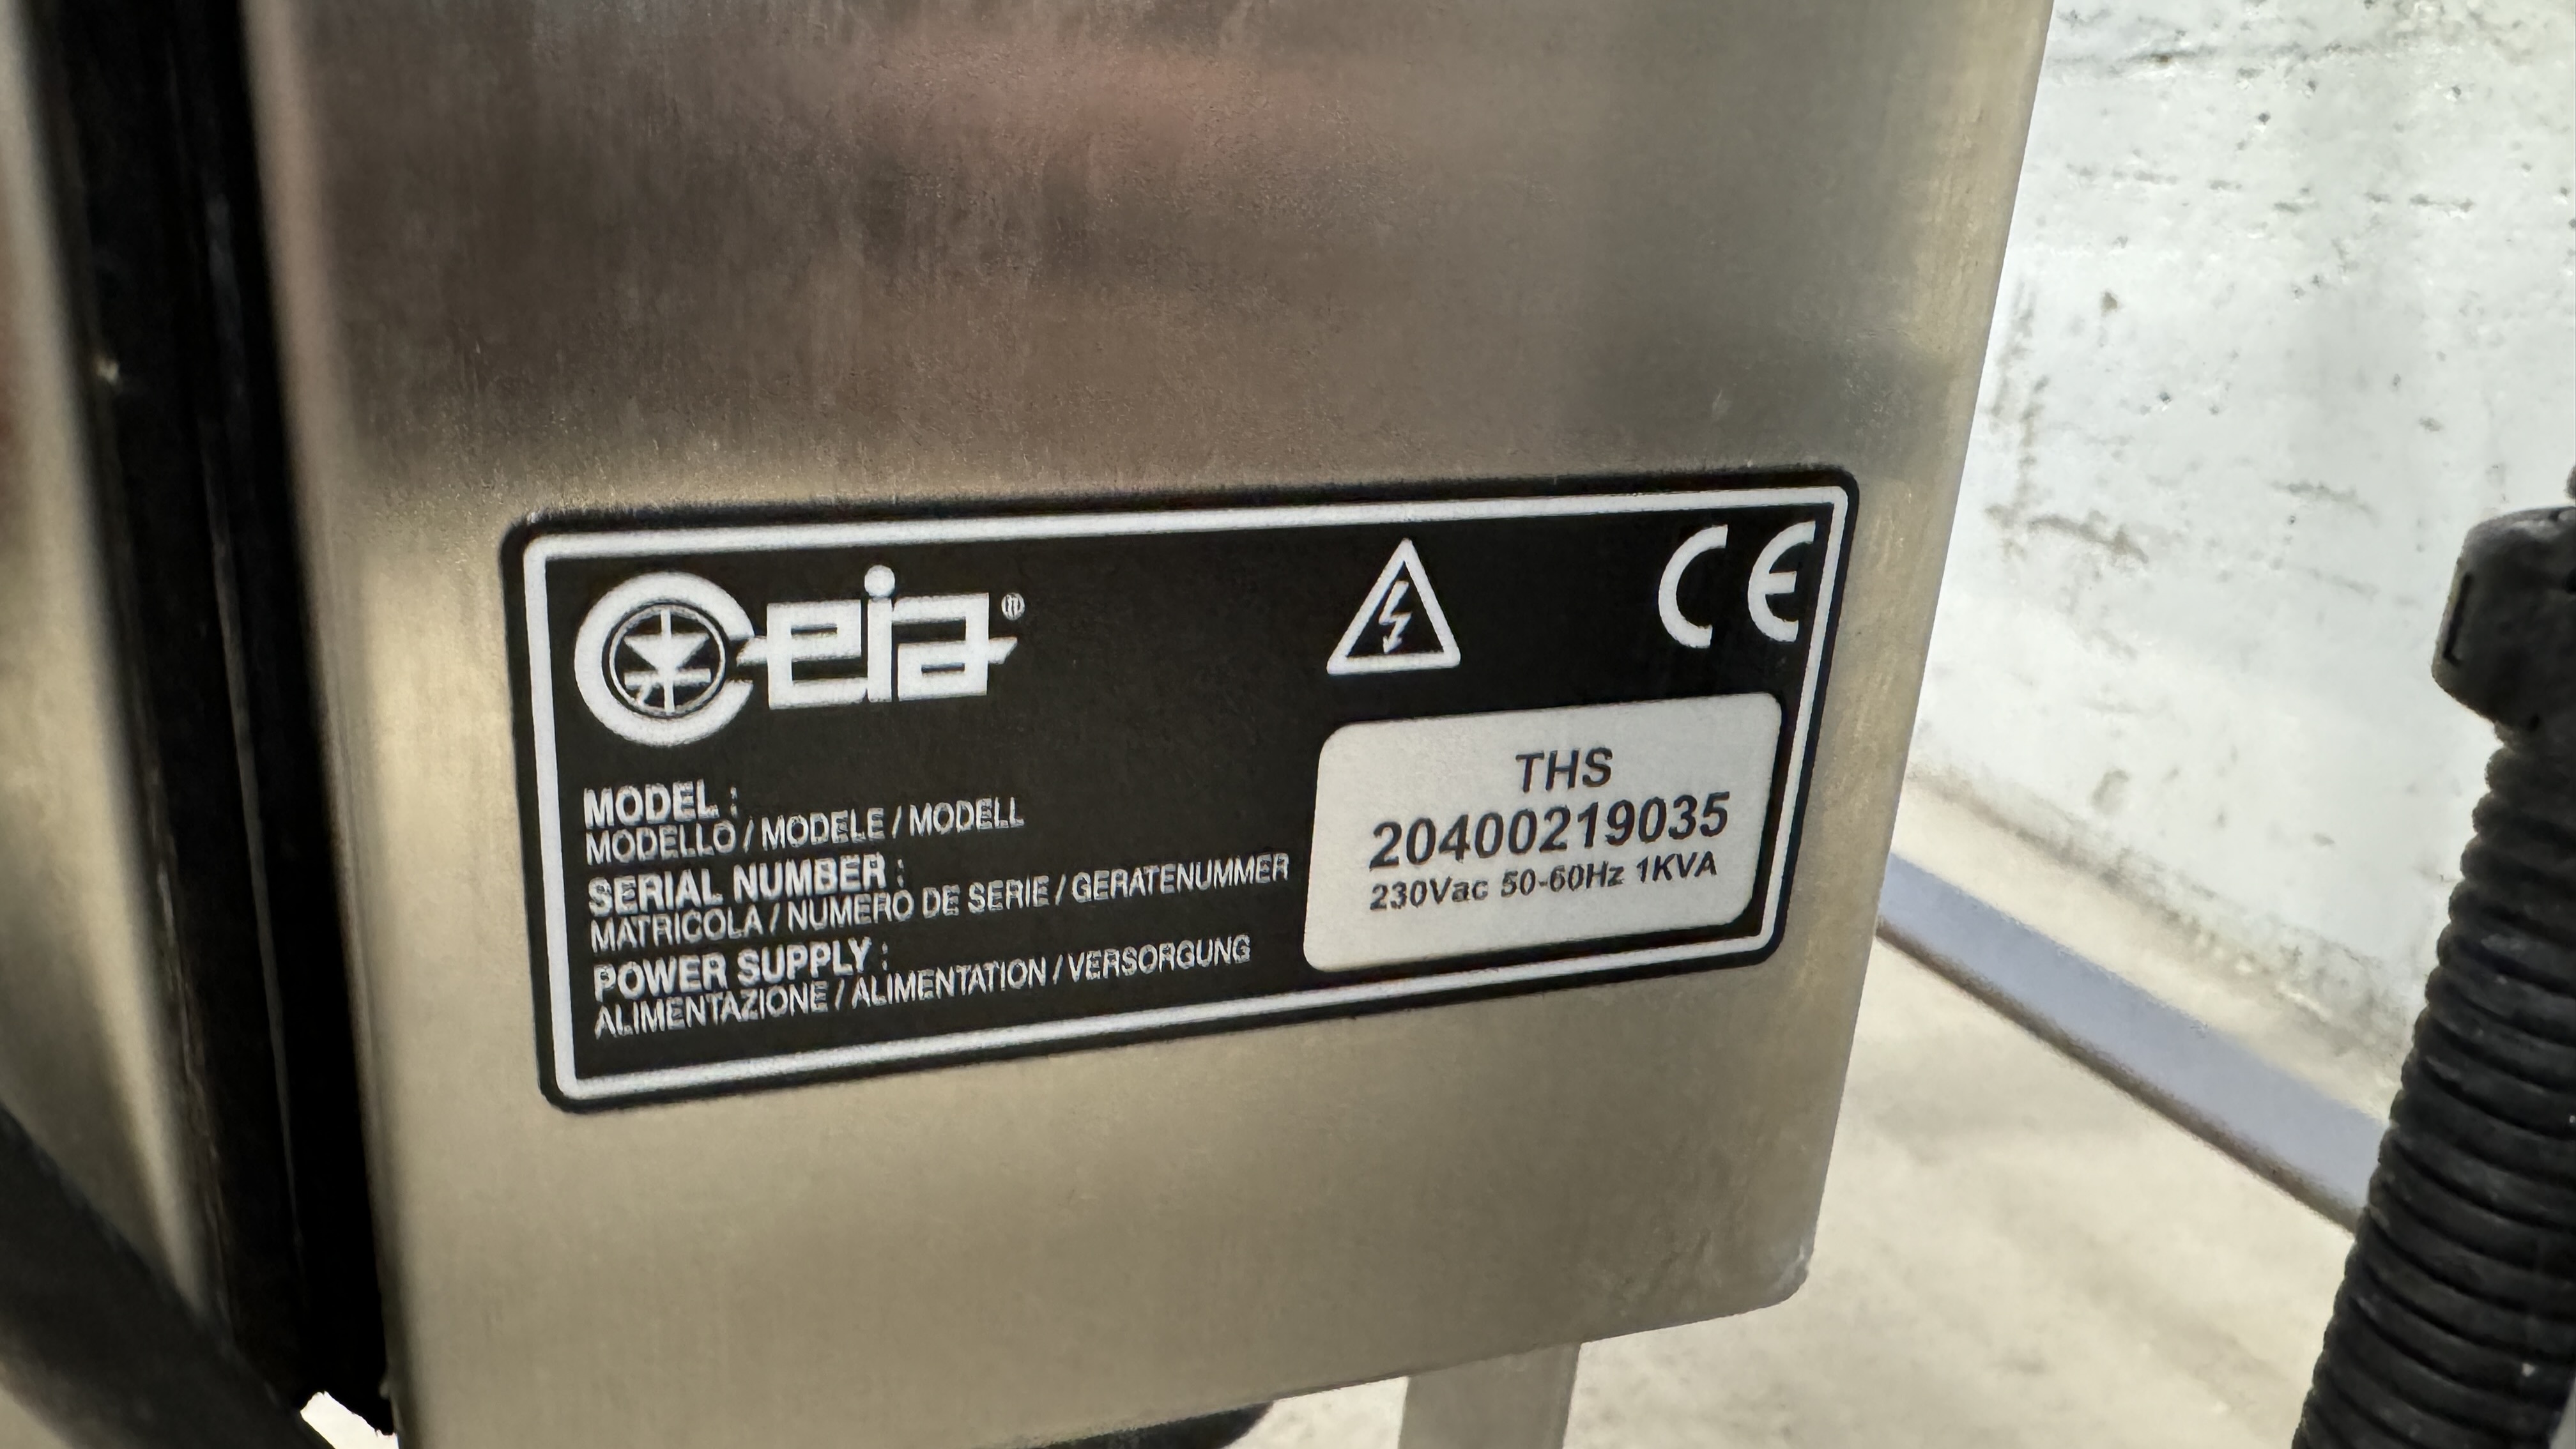 ceia®
CE
MODEL :
MODELLO / MODELE / MODELL
SERIAL NUMBER :
MATRICOLA / NUMERO DE SERIE / GERATENUMMER
POWER SUPPLY :
ALIMENTAZIONE / ALIMENTATION / VERSORGUNG
THS
20400219035
230Vac 50-60Hz 1KVA